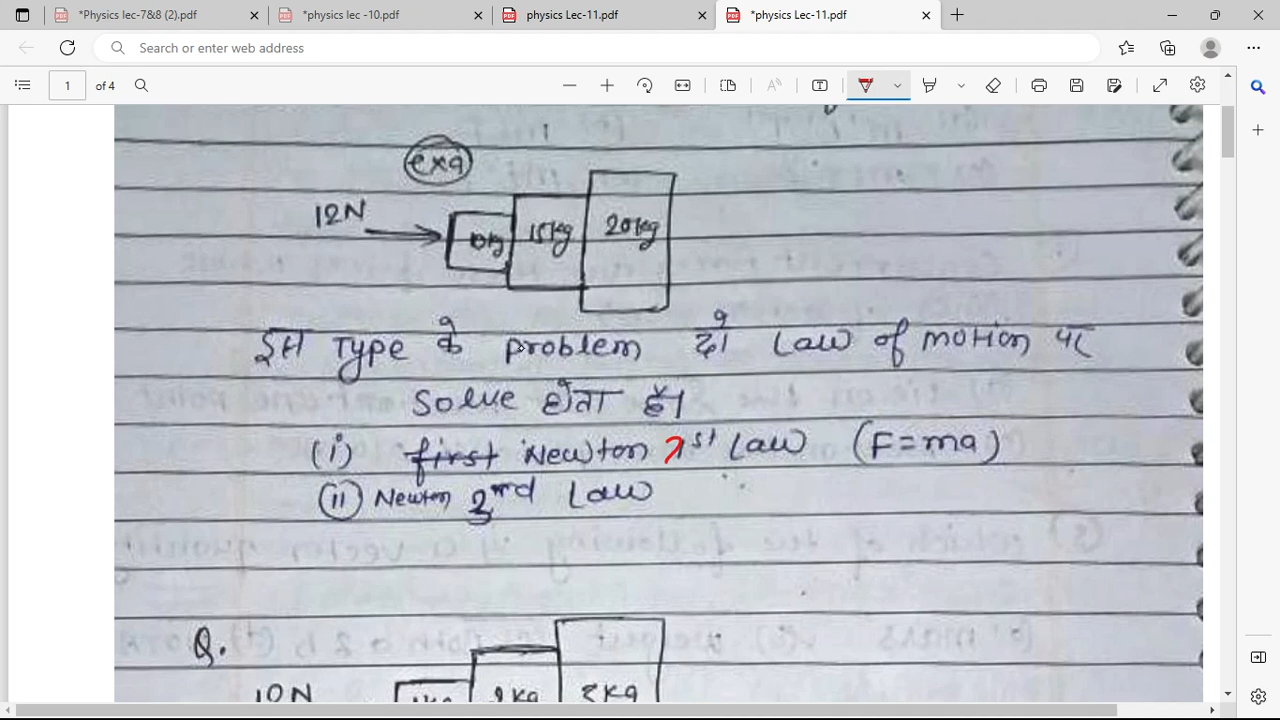 *Physics lec-7&8 (2).pdf
*physics lec -10.pdf
physics Lec-11.pdf
*physics Lec-11.pdf
Search or enter web address
1 of 4
exa
12N
10kg 15kg 20kg
इस Type के problem दो Law of motion पर
Solve होता है।
(i) first Newton 1st Law (F=ma)
(ii) Newton 3rd Law
Q.
10N
2kg